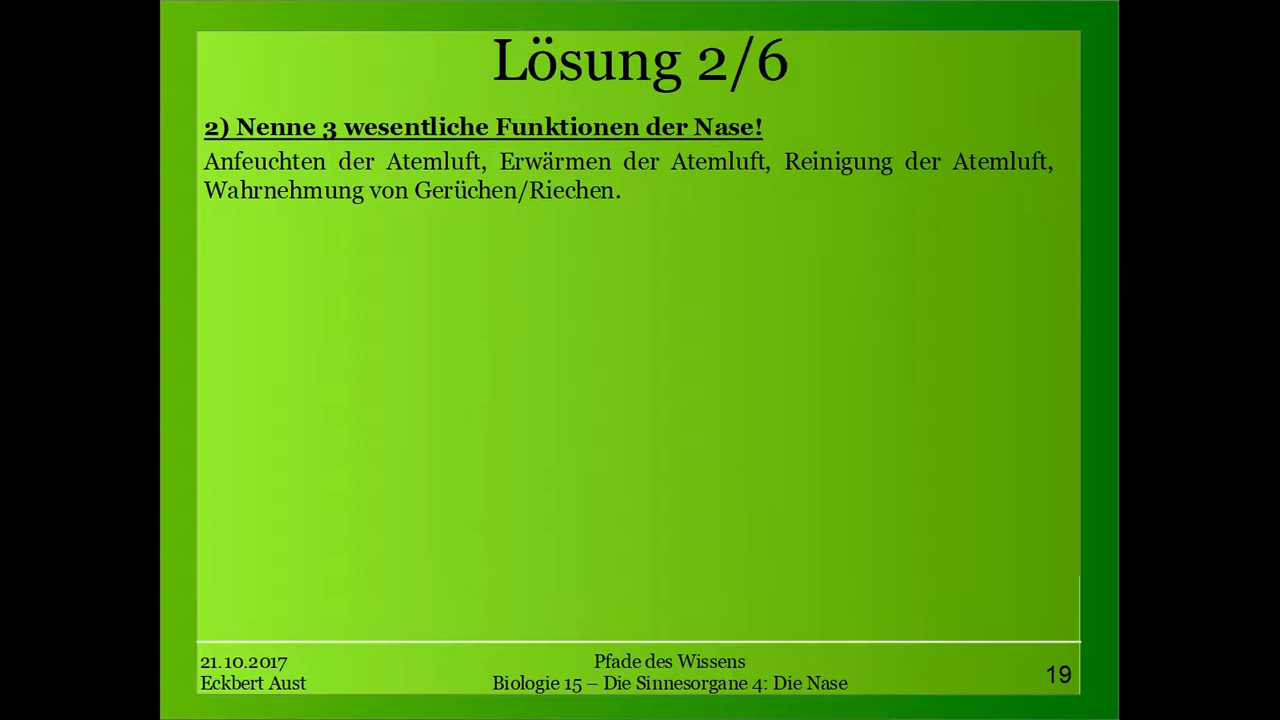 Lösung 2/6
2) Nenne 3 wesentliche Funktionen der Nase!
Anfeuchten der Atemluft, Erwärmen der Atemluft, Reinigung der Atemluft,
Wahrnehmung von Gerüchen/Riechen.
21.10.2017
Eckbert Aust
Pfade des Wissens
Biologie 15 – Die Sinnesorgane 4: Die Nase
19